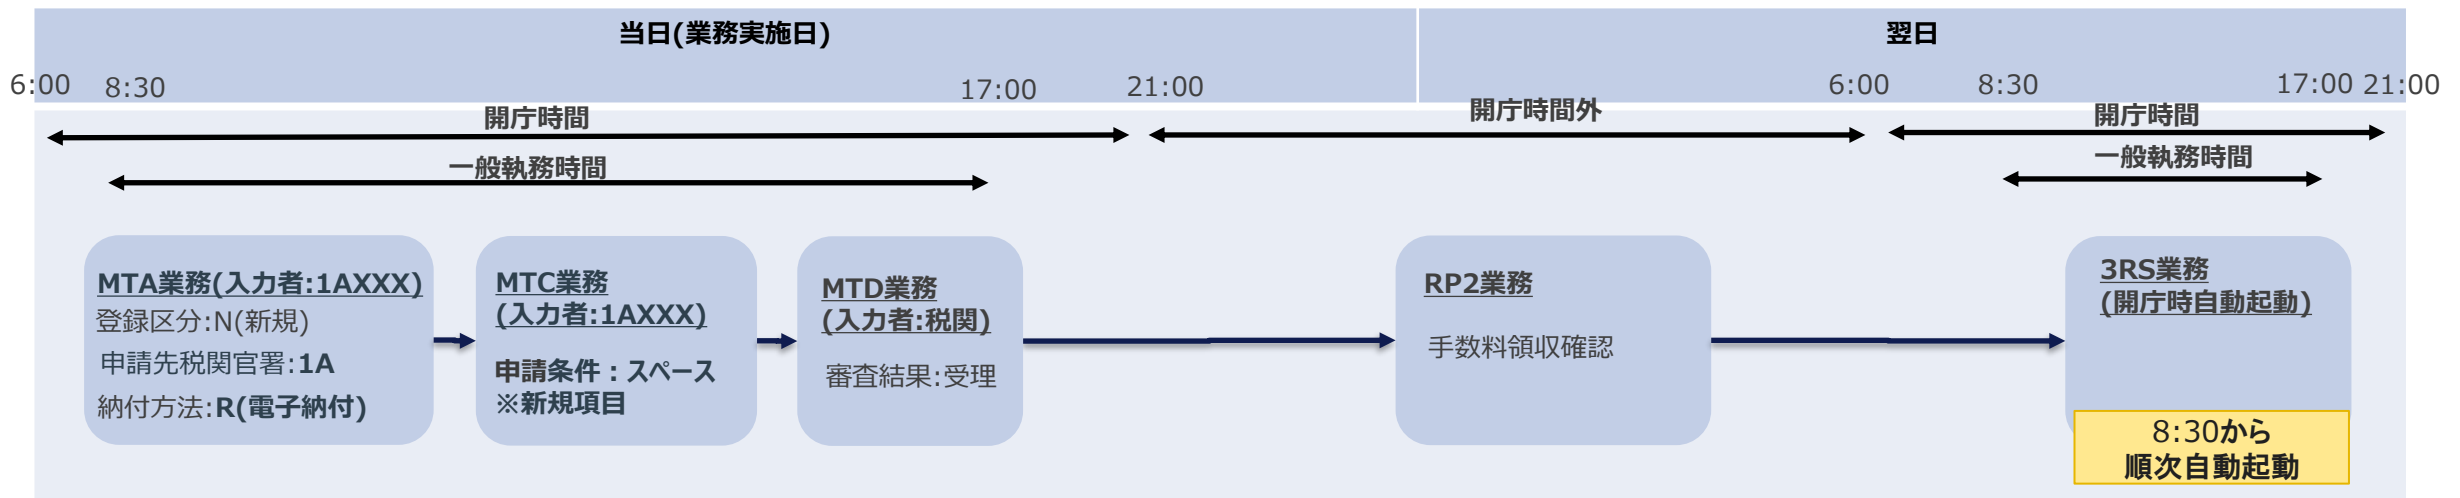 当日(業務実施日)
翌日
6:00
8:30
17:00
21:00
6:00
8:30
17:00
21:00
開庁時間
開庁時間外
開庁時間
一般執務時間
一般執務時間
MTA業務(入力者:1AXXX)
登録区分:N(新規)
申請先税関官署:1A
納付方法:R(電子納付)
MTC業務
(入力者:1AXXX)
申請条件：スペース
※新規項目
MTD業務
(入力者:税関)
審査結果:受理
RP2業務
手数料領収確認
3RS業務
(開庁時自動起動)
8:30から
順次自動起動